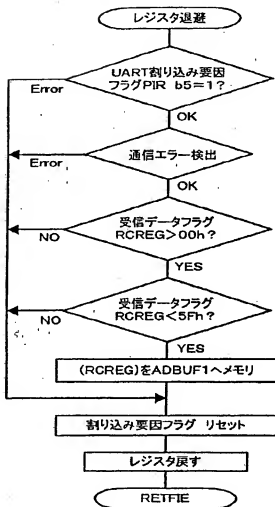 レジスタ退避
UART割り込み要因
フラグPIR b5=1?
Error
OK
通信エラー検出
Error
OK
受信データフラグ
RCREG>00h?
NO
YES
受信データフラグ
RCREG<5Fh?
NO
YES
(RCREG)をADBUF1へメモリ
割り込み要因フラグ リセット
レジスタ戻す
RETFIE